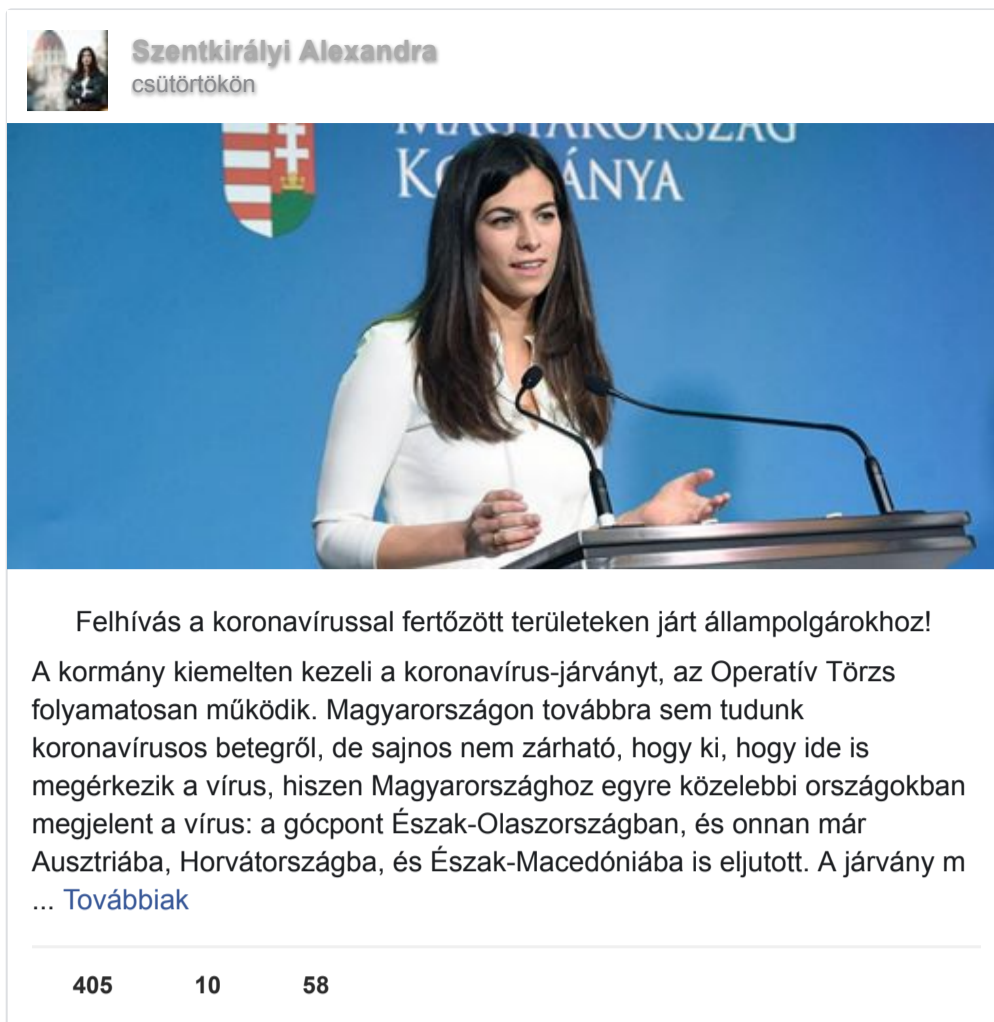 Szentkirályi Alexandra
csütörtökön
MAGYARORSZÁG
K ÁNYA
Felhívás a koronavírussal fertőzött területeken járt állampolgárokhoz!
A kormány kiemelten kezeli a koronavírus-járványt, az Operatív Törzs
folyamatosan működik. Magyarországon továbbra sem tudunk
koronavírusos betegről, de sajnos nem zárható, hogy ki, hogy ide is
megérkezik a vírus, hiszen Magyarországhoz egyre közelebbi országokban
megjelent a vírus: a gócpont Észak-Olaszországban, és onnan már
Ausztriába, Horvátországba, és Észak-Macedóniába is eljutott. A járvány m
... Továbbiak
405 10 58